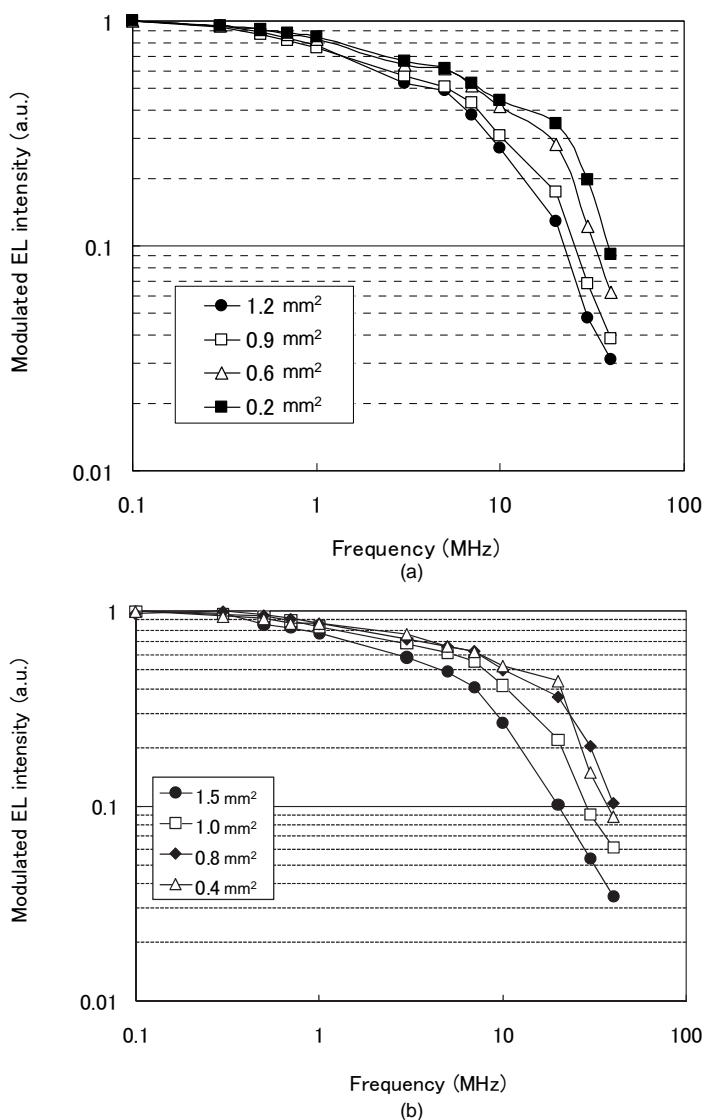 1
0.1
0.01
0.1
1
10
100
Modulated EL intensity (a.u.)
Frequency (MHz)
1.2 mm²
0.9 mm²
0.6 mm²
0.2 mm²
(a)
1
0.1
0.01
0.1
1
10
100
Modulated EL intensity (a.u.)
Frequency (MHz)
1.5 mm²
1.0 mm²
0.8 mm²
0.4 mm²
(b)